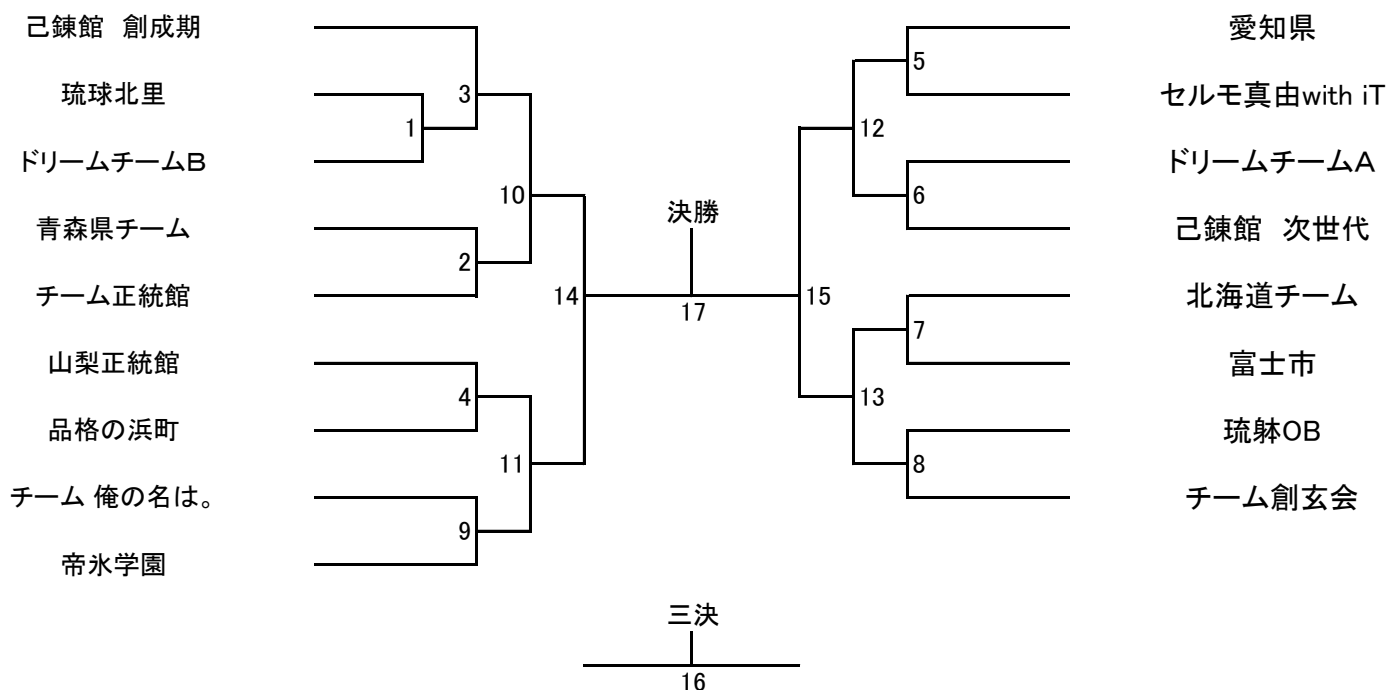 己錬館 創成期
琉球北里
ドリームチームB
青森県チーム
チーム正統館
山梨正統館
品格の浜町
チーム 俺の名は。
帝氷学園
1
3
2
10
4
9
11
14
決勝
17
15
12
5
6
13
7
8
愛知県
セルモ真由with iT
ドリームチームA
己錬館 次世代
北海道チーム
富士市
琉躰OB
チーム創玄会
三決
16